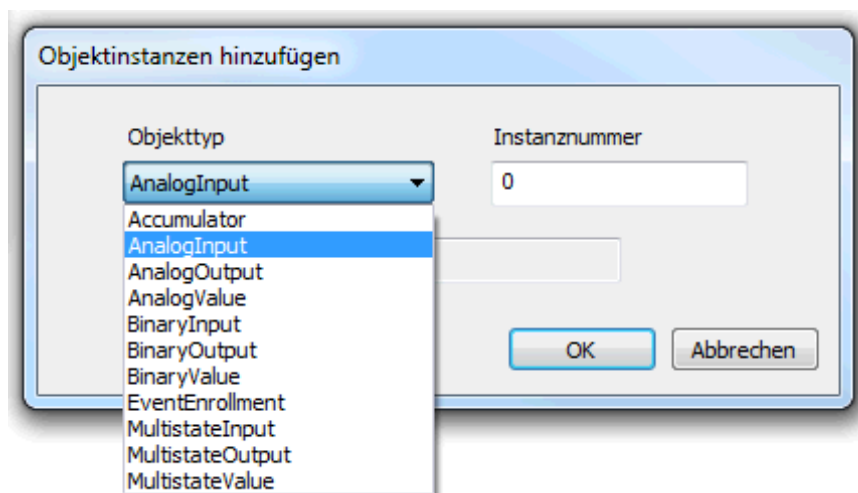 Objektinstanzen hinzufügen
Objekttyp
Instanznummer
AnalogInput
0
Accumulator
AnalogInput
AnalogOutput
AnalogValue
BinaryInput
BinaryOutput
BinaryValue
EventEnrollment
MultistateInput
MultistateOutput
MultistateValue
OK
Abbrechen